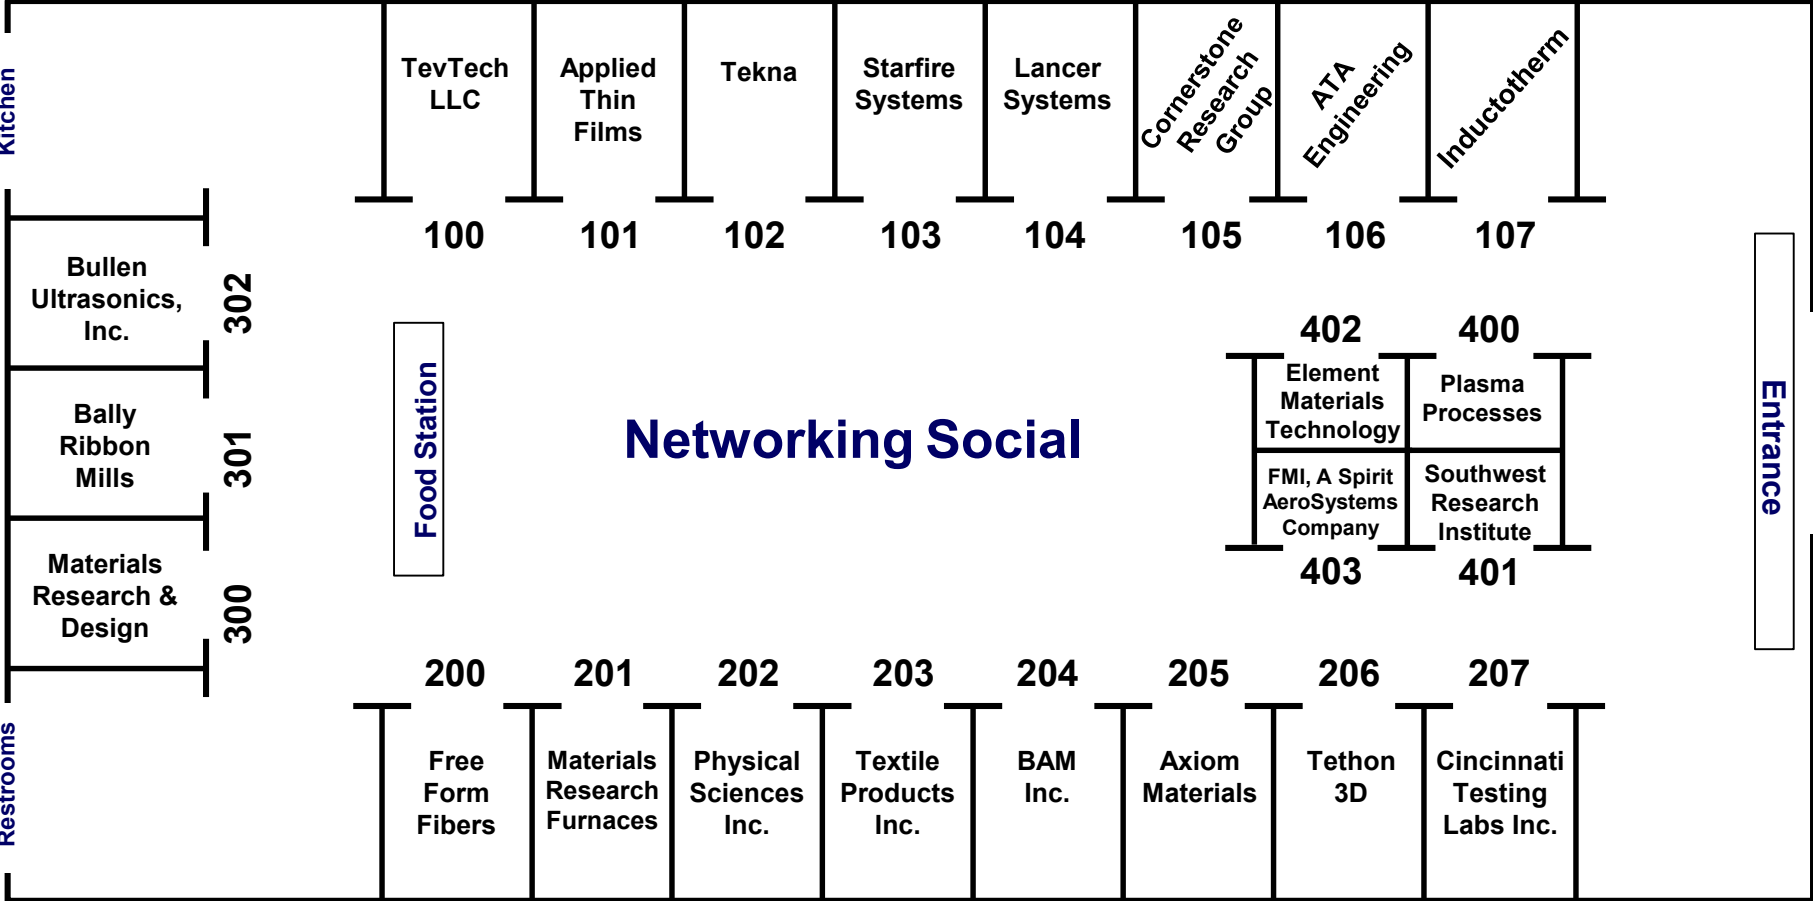 Kitchen
TevTech
LLC
Applied
Thin
Films
Tekna
Starfire
Systems
Lancer
Systems
Cornerstone
Research
Group
ATA
Engineering
Inductotherm
100
101
102
103
104
105
106
107
Bullen
Ultrasonics,
Inc.
302
Bally
Ribbon
Mills
301
Materials
Research &
Design
300
Food Station
Networking Social
402
400
Element
Materials
Technology
Plasma
Processes
FMI, A Spirit
AeroSystems
Company
Southwest
Research
Institute
403
401
Entrance
200
201
202
203
204
205
206
207
Restrooms
Free
Form
Fibers
Materials
Research
Furnaces
Physical
Sciences
Inc.
Textile
Products
Inc.
BAM
Inc.
Axiom
Materials
Tethon
3D
Cincinnati
Testing
Labs Inc.